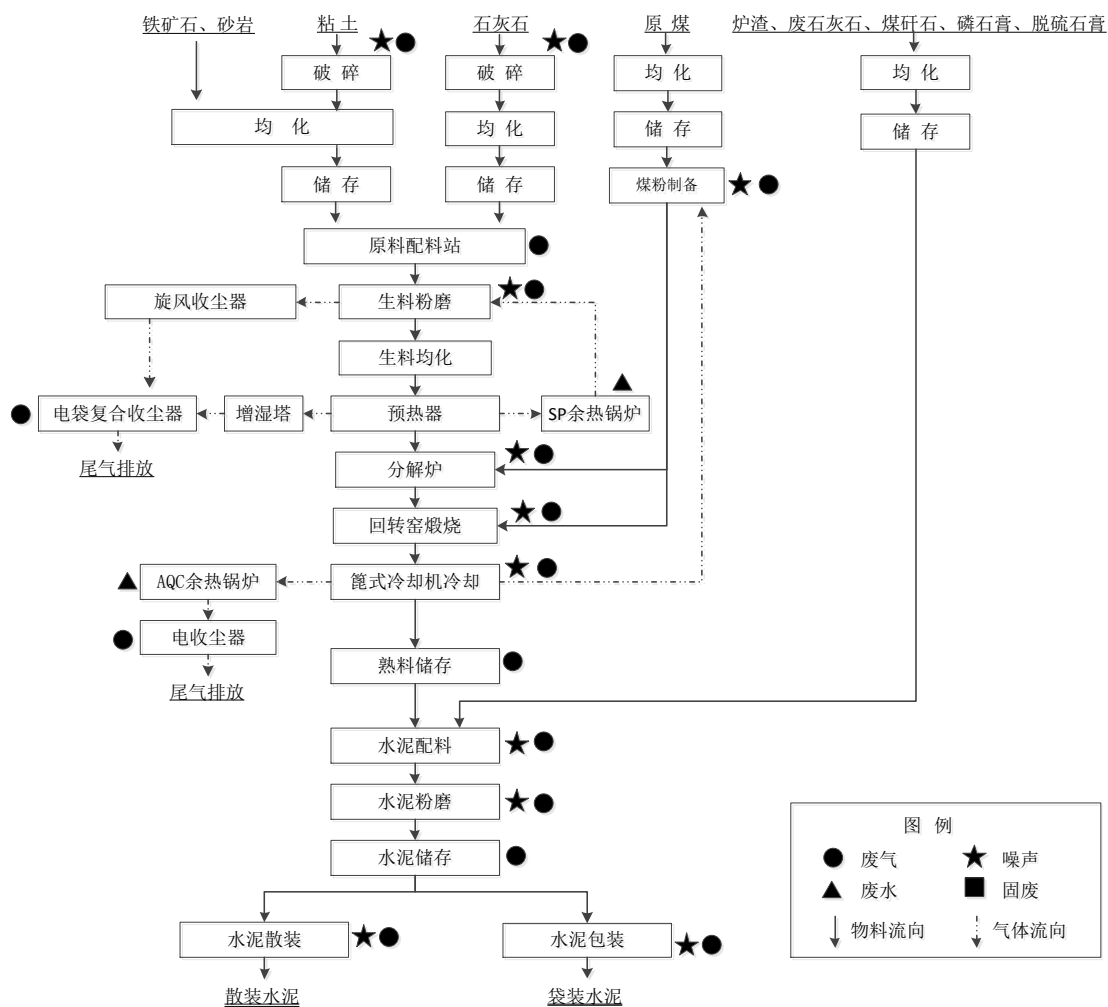 铁矿石、砂岩
粘土
石灰石
原煤
炉渣、废石灰石、煤矸石、磷石膏、脱硫石膏
破碎
破碎
均化
均化
均化
均化
储存
储存
储存
储存
煤粉制备
原料配料站
旋风收尘器
生料粉磨
生料均化
电袋复合收尘器
增湿塔
预热器
SP余热锅炉
尾气排放
分解炉
回转窑煅烧
AQC余热锅炉
篦式冷却机冷却
电收尘器
熟料储存
尾气排放
水泥配料
水泥粉磨
水泥储存
水泥散装
水泥包装
散装水泥
袋装水泥
图例
废气
噪声
废水
固废
物料流向
气体流向